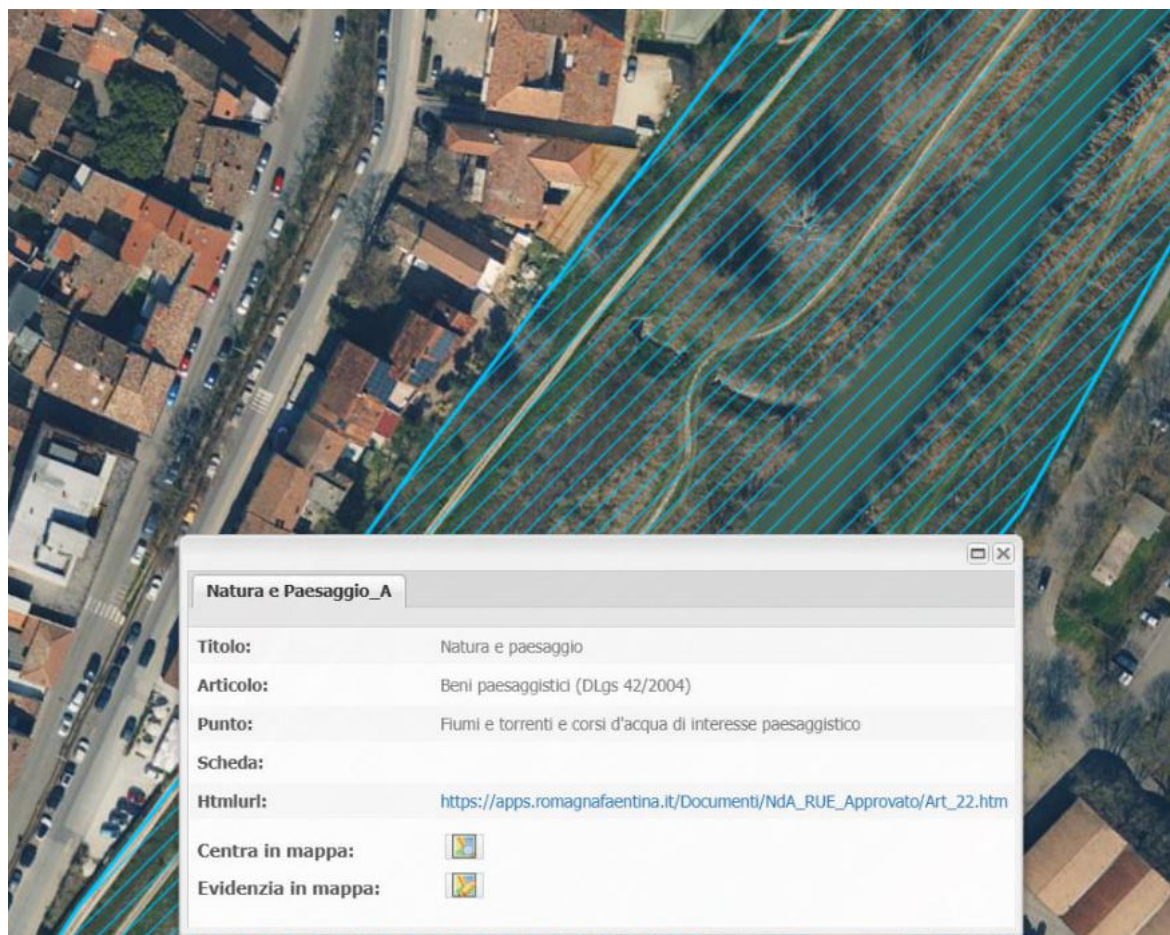 Natura e Paesaggio_A
Titolo: Natura e paesaggio
Articolo: Beni paesaggistici (DLgs 42/2004)
Punto: Fiumi e torrenti e corsi d'acqua di interesse paesaggistico
Scheda:
Htmlurl: https://apps.romagnafaentina.it/Documenti/NdA_RUE_Approvato/Art_22.htm
Centra in mappa:
Evidenzia in mappa: